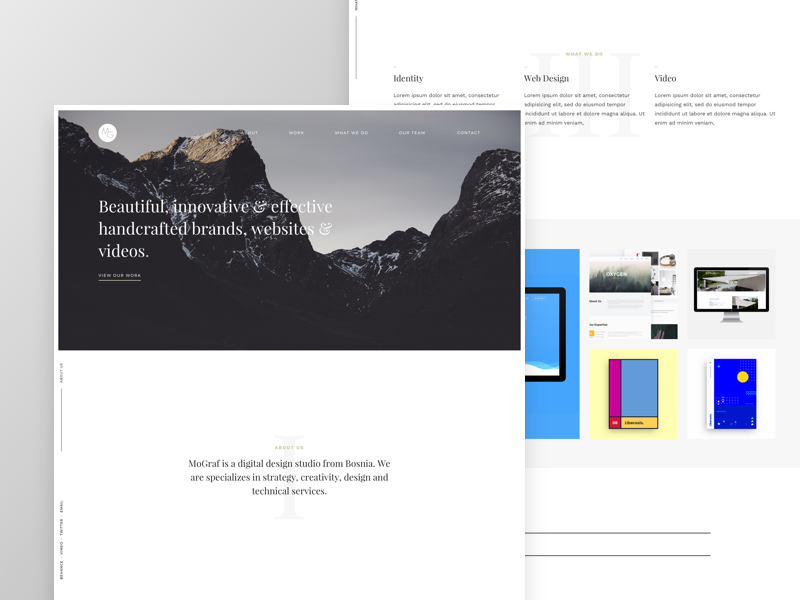 ABOUT
WORK
WHAT WE DO
OUR TEAM
CONTACT
Beautiful, innovative & effective
handcrafted brands, websites &
videos.
VIEW OUR WORK
ABOUT US
I
ABOUT US
MoGraf is a digital design studio from Bosnia. We
are specializes in strategy, creativity, design and
technical services.
BEHANCE - VIMEO - TWITTER - EMAIL
III
WHAT WE DO
Identity
Lorem ipsum dolor sit amet, consectetur
adipisicing elit, sed do eiusmod tempor
Web Design
Lorem ipsum dolor sit amet, consectetur
adipisicing elit, sed do eiusmod tempor
incididunt ut labore et dolore magna aliqua. Ut
enim ad minim veniam,
Video
Lorem ipsum dolor sit amet, consectetur
adipisicing elit, sed do eiusmod tempor
incididunt ut labore et dolore magna aliqua. Ut
enim ad minim veniam,
OXYGEN
About Us
Our Expertise
Libernots.